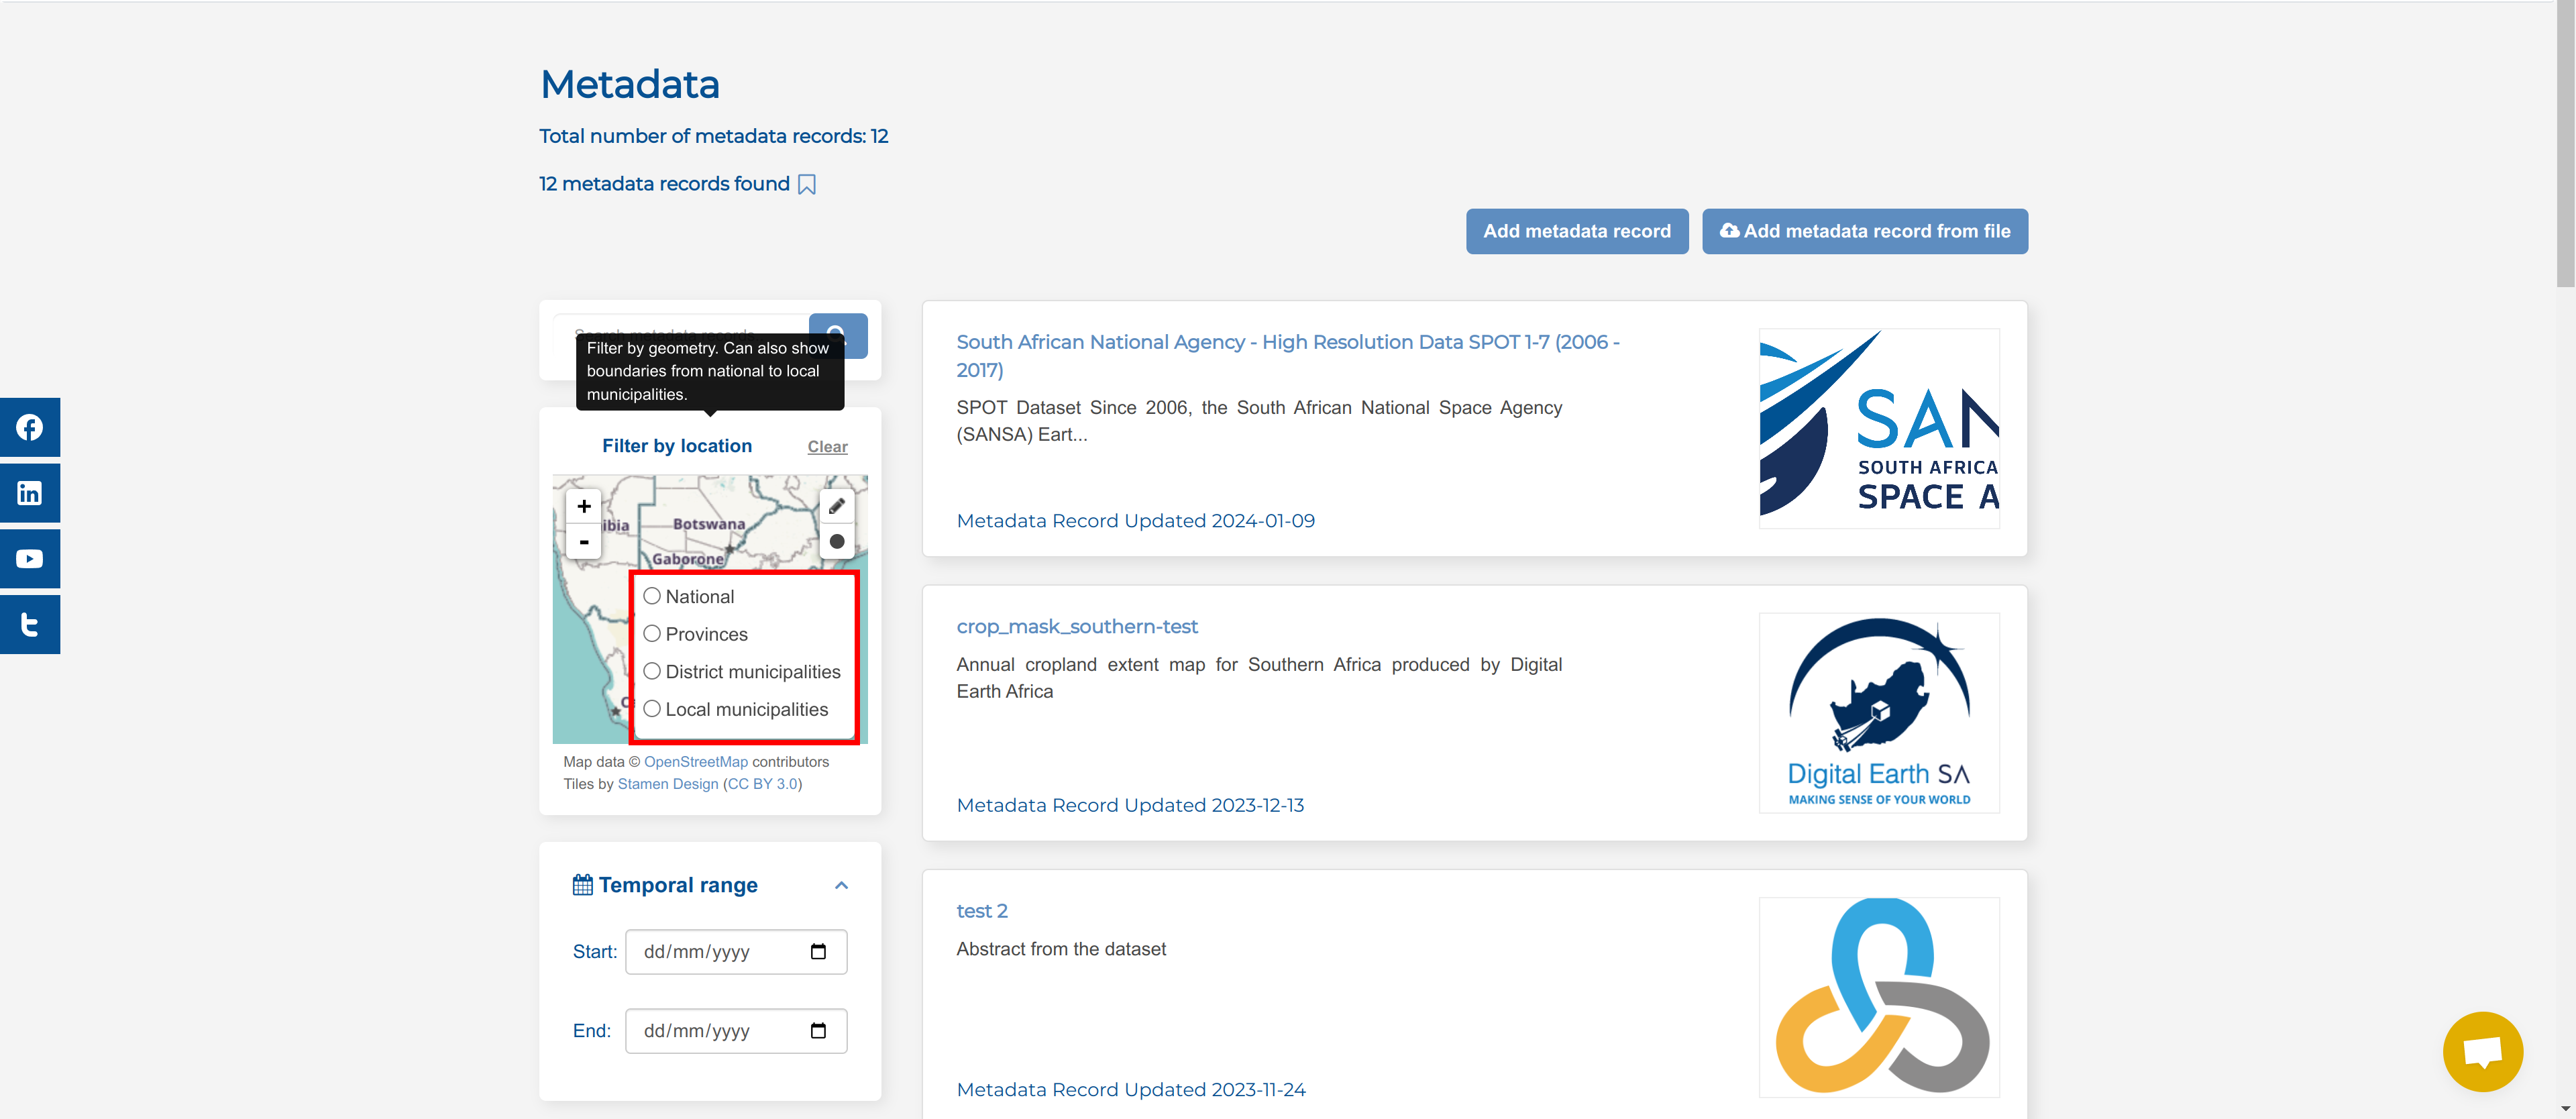 Metadata
Total number of metadata records: 12
12 metadata records found
Add metadata record
Add metadata record from file
Search metadata records
Filter by geometry. Can also show
boundaries from national to local
municipalities.
Filter by location
Clear
+
-
ibia
Botswana
Gaborone
National
Provinces
District municipalities
Local municipalities
Map data © OpenStreetMap contributors
Tiles by Stamen Design (CC BY 3.0)
Temporal range
Start: dd/mm/yyyy
End: dd/mm/yyyy
South African National Agency - High Resolution Data SPOT 1-7 (2006 -
2017)
SPOT Dataset Since 2006, the South African National Space Agency
(SANSA) Eart...
Metadata Record Updated 2024-01-09
SAN
SOUTH AFRICA
SPACE A
crop_mask_southern-test
Annual cropland extent map for Southern Africa produced by Digital
Earth Africa
Metadata Record Updated 2023-12-13
Digital Earth SA
MAKING SENSE OF YOUR WORLD
test 2
Abstract from the dataset
Metadata Record Updated 2023-11-24